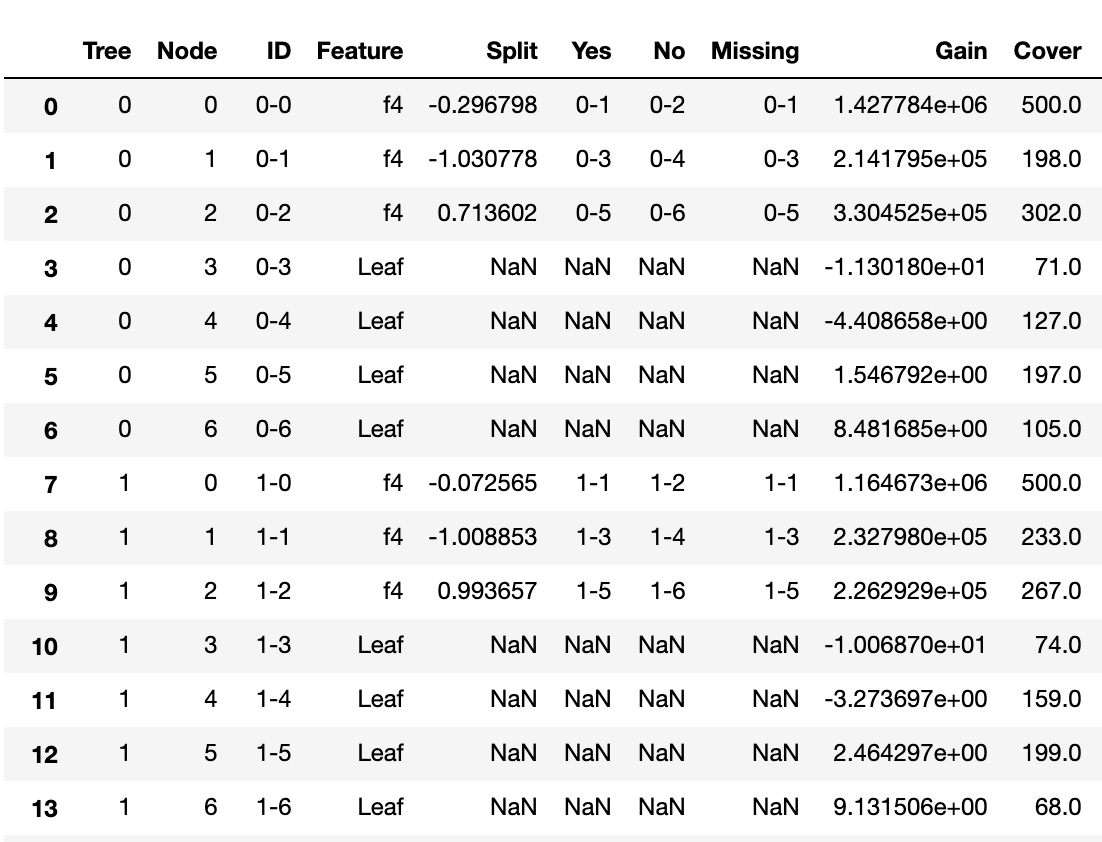 Tree Node ID Feature Split Yes No Missing Gain Cover
0 0 0 0-0 f4 -0.296798 0-1 0-2 0-1 1.427784e+06 500.0
1 0 1 0-1 f4 -1.030778 0-3 0-4 0-3 2.141795e+05 198.0
2 0 2 0-2 f4 0.713602 0-5 0-6 0-5 3.304525e+05 302.0
3 0 3 0-3 Leaf NaN NaN NaN NaN -1.130180e+01 71.0
4 0 4 0-4 Leaf NaN NaN NaN NaN -4.408658e+00 127.0
5 0 5 0-5 Leaf NaN NaN NaN NaN 1.546792e+00 197.0
6 0 6 0-6 Leaf NaN NaN NaN NaN 8.481685e+00 105.0
7 1 0 1-0 f4 -0.072565 1-1 1-2 1-1 1.164673e+06 500.0
8 1 1 1-1 f4 -1.008853 1-3 1-4 1-3 2.327980e+05 233.0
9 1 2 1-2 f4 0.993657 1-5 1-6 1-5 2.262929e+05 267.0
10 1 3 1-3 Leaf NaN NaN NaN NaN -1.006870e+01 74.0
11 1 4 1-4 Leaf NaN NaN NaN NaN -3.273697e+00 159.0
12 1 5 1-5 Leaf NaN NaN NaN NaN 2.464297e+00 199.0
13 1 6 1-6 Leaf NaN NaN NaN NaN 9.131506e+00 68.0